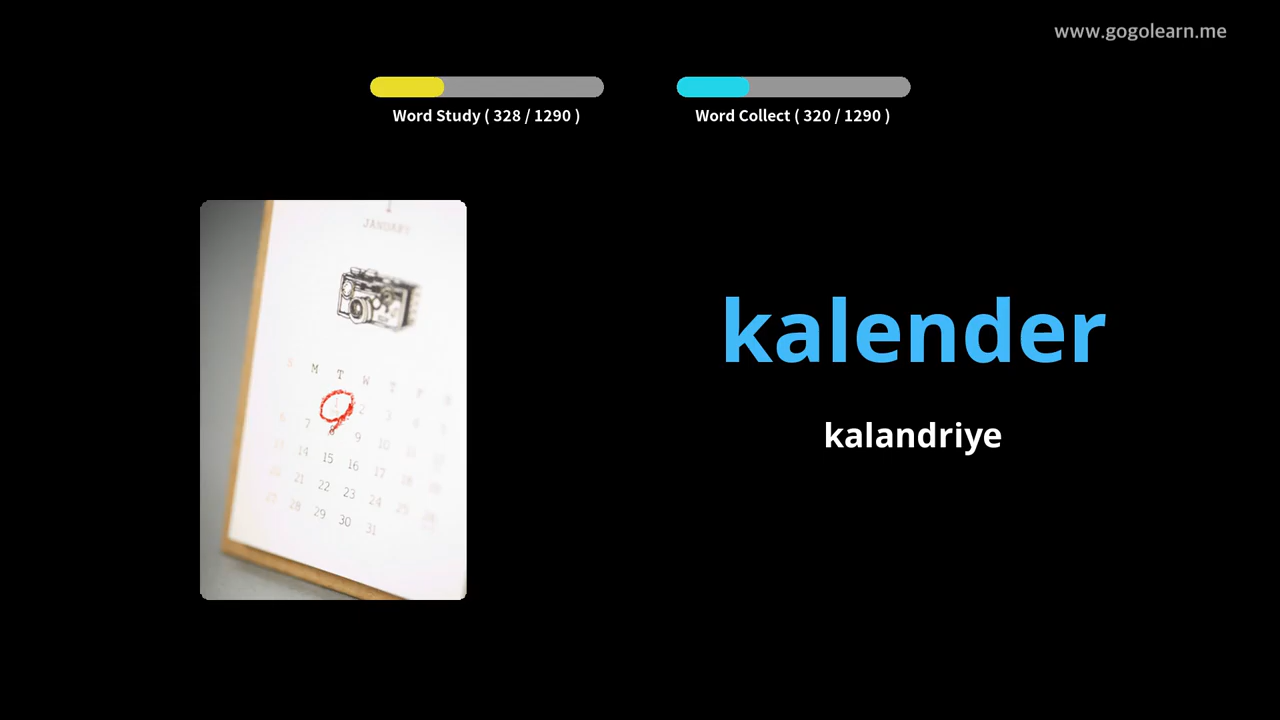 www.gogolearn.me
Word Study ( 328 / 1290 )
Word Collect ( 320 / 1290 )
JANUARY
S M T W T F S
1 2 3 4 5
6 7 8 9 10 11 12
13 14 15 16 17 18 19
20 21 22 23 24 25 26
27 28 29 30 31
kalender
kalandriye